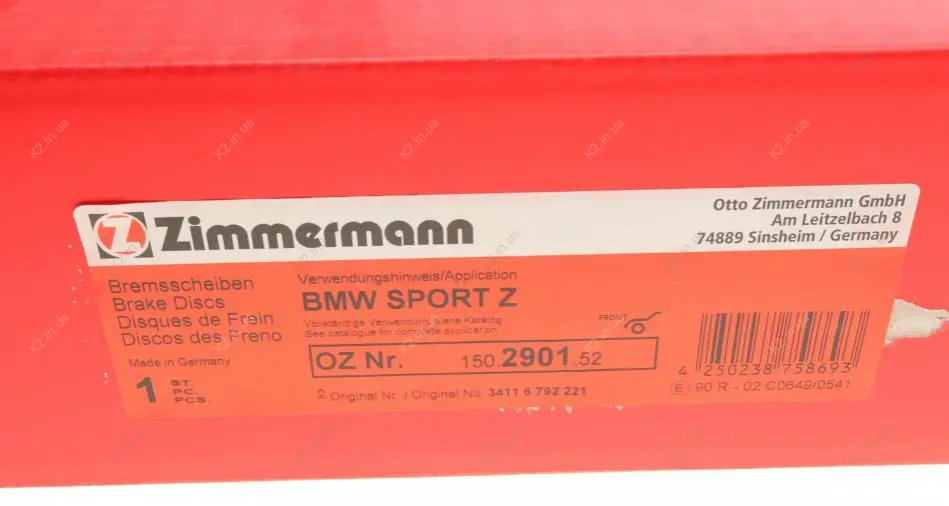 Zimmermann
Otto Zimmermann GmbH
Am Leitzelbach 8
74889 Sinsheim / Germany
Bremsscheiben
Brake Discs
Disques de Frein
Discos des Freno
Made in Germany
1 ST.
PC.
PCS.
Verwendungshinweis/Application
BMW SPORT Z
Vollständige Verwendung siehe Katalog
See catalogue for complete application
FRONT
OZ Nr. 150.2901.52
≙ Original Nr. / Original No. 3411 6 792 221
4 250238 758693
E 90 R - 02 C0649/0541
K2.in.ua